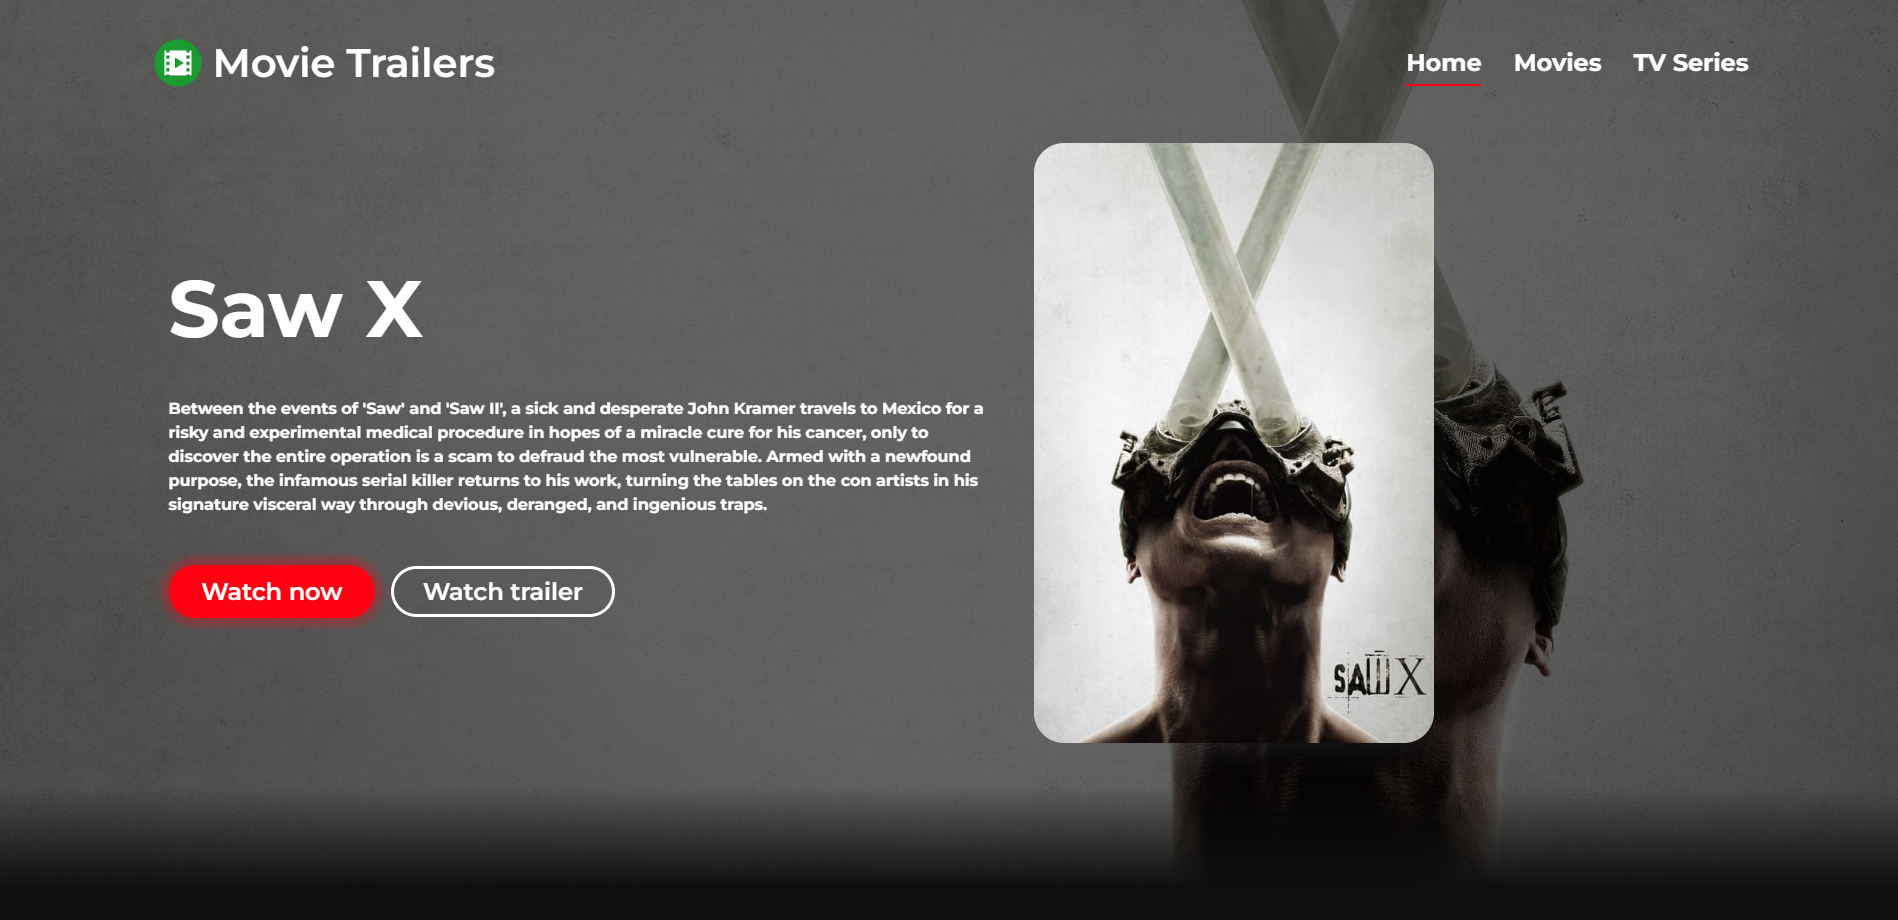 Movie Trailers
Home
Movies
TV Series
Saw X
Between the events of 'Saw' and 'Saw II', a sick and desperate John Kramer travels to Mexico for a
risky and experimental medical procedure in hopes of a miracle cure for his cancer, only to
discover the entire operation is a scam to defraud the most vulnerable. Armed with a newfound
purpose, the infamous serial killer returns to his work, turning the tables on the con artists in his
signature visceral way through devious, deranged, and ingenious traps.
Watch now
Watch trailer
SAW X